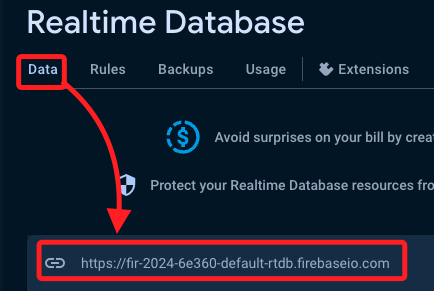 Realtime Database
Data Rules Backups Usage Extensions
Avoid surprises on your bill by crea
Protect your Realtime Database resources fro
https://fir-2024-6e360-default-rtdb.firebaseio.com